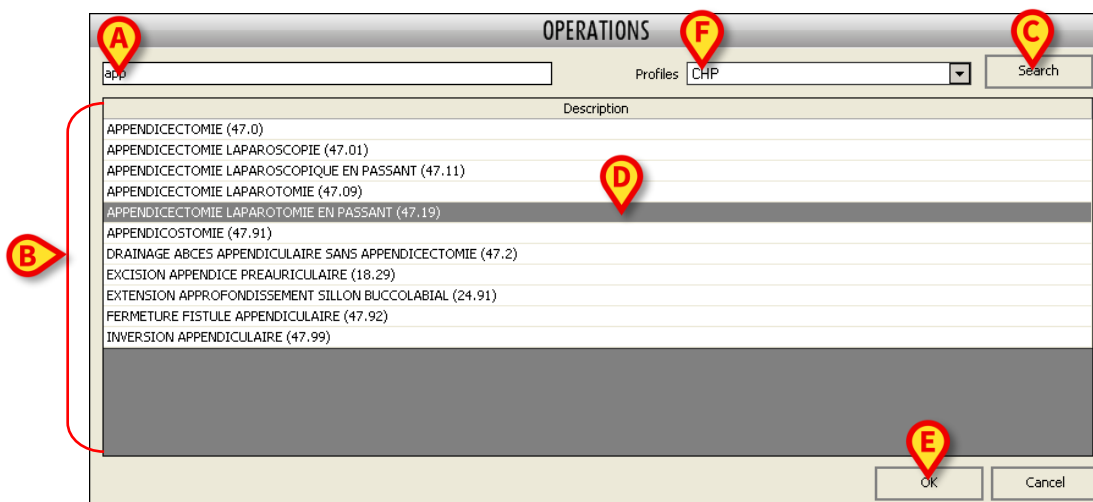 OPERATIONS
A
F
C
app
Profiles CHP
Search
Description
APPENDICECTOMIE (47.0)
APPENDICECTOMIE LAPAROSCOPIE (47.01)
APPENDICECTOMIE LAPAROSCOPIQUE EN PASSANT (47.11)
APPENDICECTOMIE LAPAROTOMIE (47.09)
D
APPENDICECTOMIE LAPAROTOMIE EN PASSANT (47.19)
APPENDICOSTOMIE (47.91)
B
DRAINAGE ABCES APPENDICULAIRE SANS APPENDICECTOMIE (47.2)
EXCISION APPENDICE PREAURICULAIRE (18.29)
EXTENSION APPROFONDISSEMENT SILLON BUCCOLABIAL (24.91)
FERMETURE FISTULE APPENDICULAIRE (47.92)
INVERSION APPENDICULAIRE (47.99)
E
OK
Cancel